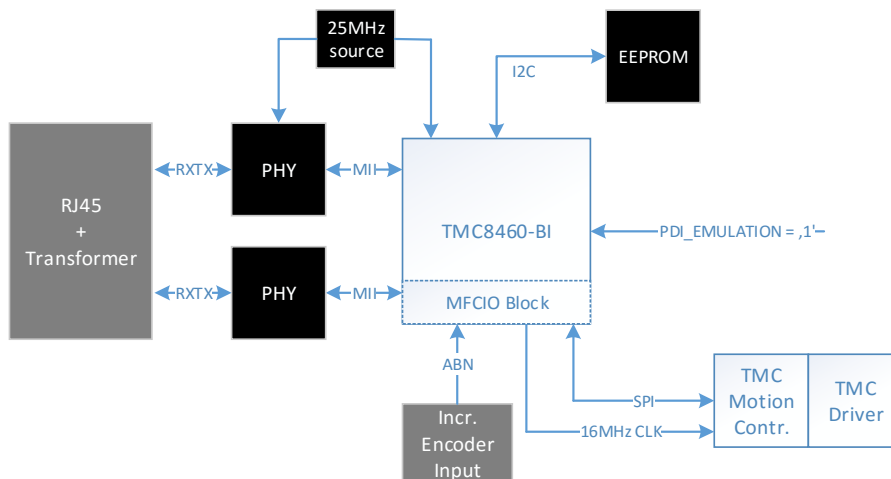 25MHz
source
EEPROM
I2C
RJ45
+
Transformer
RXTX
PHY
MII
TMC8460-BI
PDI_EMULATION = ,1'
RXTX
PHY
MII
MFCIO Block
ABN
Incr.
Encoder
Input
SPI
16MHz CLK
TMC
Motion
Contr.
TMC
Driver